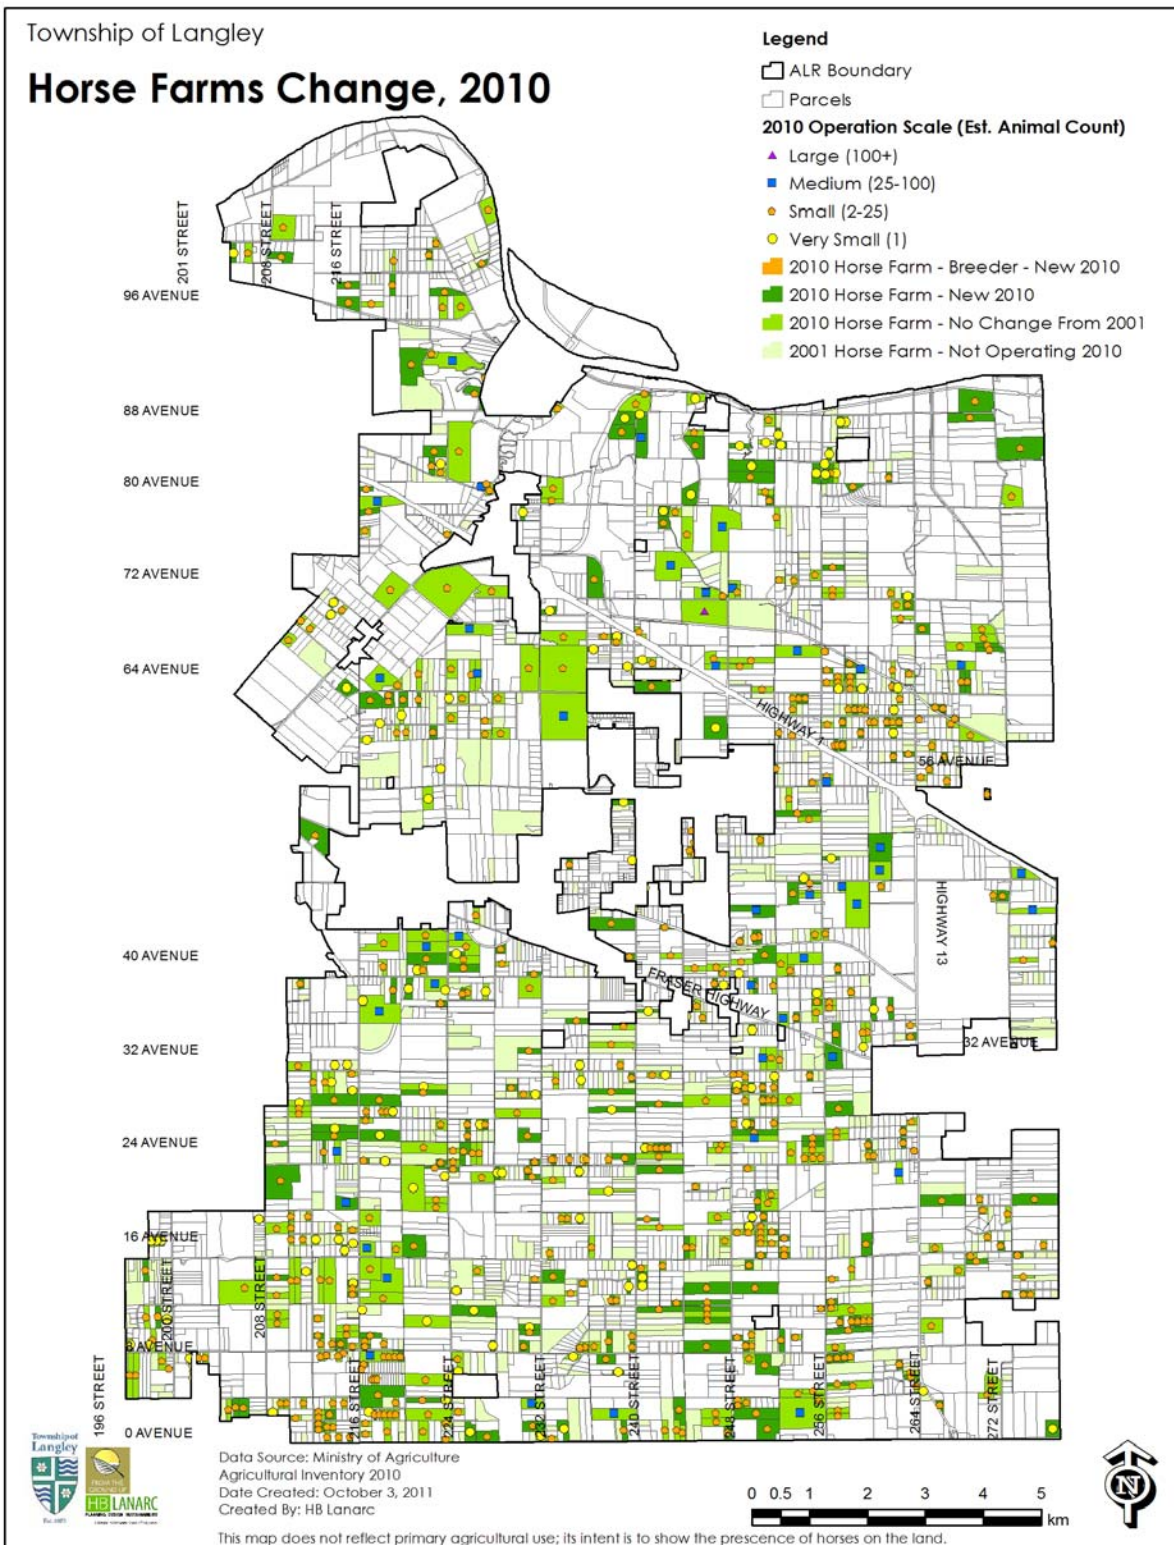 Township of Langley
Horse Farms Change, 2010
Legend
ALR Boundary
Parcels
2010 Operation Scale (Est. Animal Count)
Large (100+)
Medium (25-100)
Small (2-25)
Very Small (1)
2010 Horse Farm - Breeder - New 2010
2010 Horse Farm - New 2010
2010 Horse Farm - No Change From 2001
2001 Horse Farm - Not Operating 2010
201 STREET
208 STREET
216 STREET
96 AVENUE
88 AVENUE
80 AVENUE
72 AVENUE
64 AVENUE
HIGHWAY 1
56 AVENUE
HIGHWAY 13
40 AVENUE
FRASER HIGHWAY
32 AVENUE
32 AVENUE
24 AVENUE
16 AVENUE
200 STREET
208 STREET
8 AVENUE
196 STREET
216 STREET
224 STREET
232 STREET
240 STREET
248 STREET
256 STREET
264 STREET
272 STREET
0 AVENUE
Township of
Langley
Est. 1873
FROM THE
GROUND UP
HB LANARC
Data Source: Ministry of Agriculture
Agricultural Inventory 2010
Date Created: October 3, 2011
Created By: HB Lanarc
N
0 0.5 1 2 3 4 5
km
This map does not reflect primary agricultural use; its intent is to show the prescence of horses on the land.